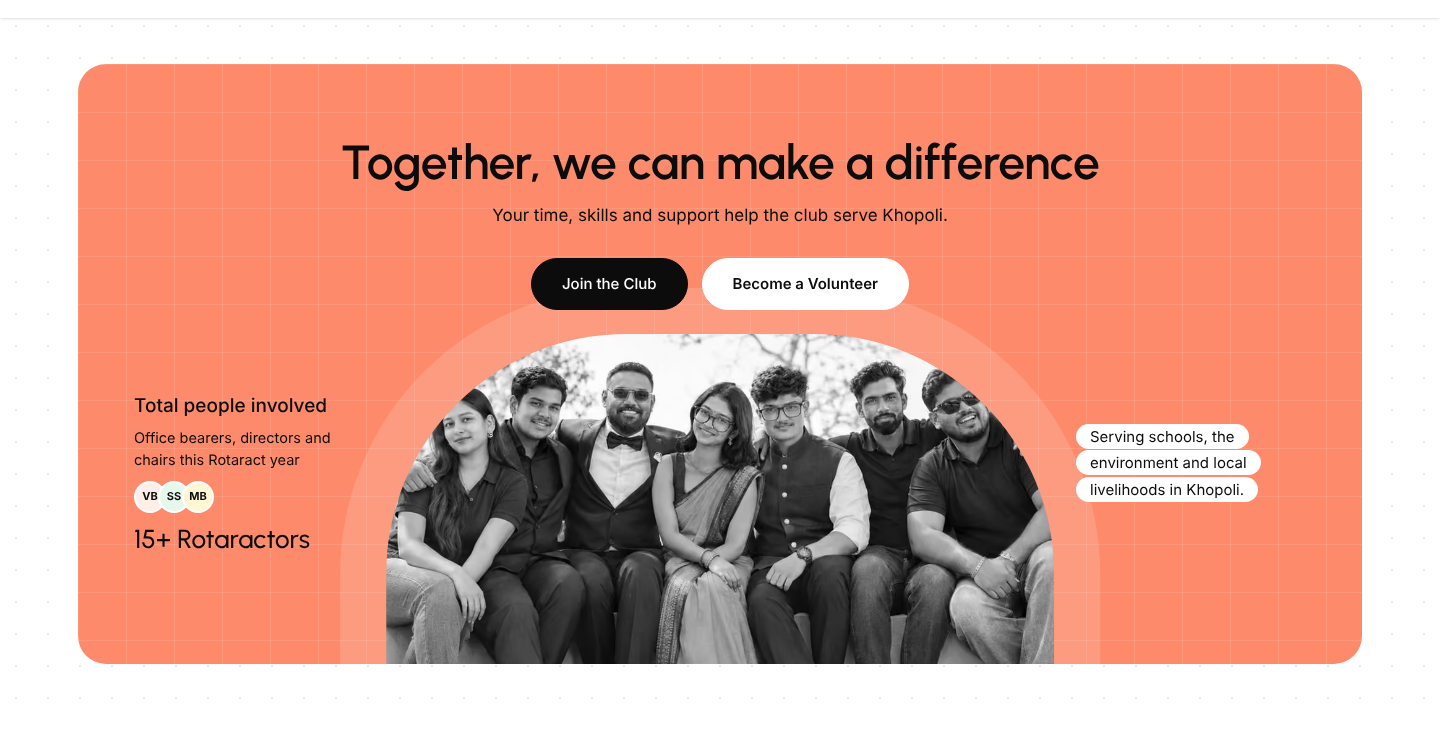 Together, we can make a difference
Your time, skills and support help the club serve Khopoli.
Join the Club
Become a Volunteer
Total people involved
Office bearers, directors and
chairs this Rotaract year
VB SS MB
15+ Rotaractors
Serving schools, the
environment and local
livelihoods in Khopoli.